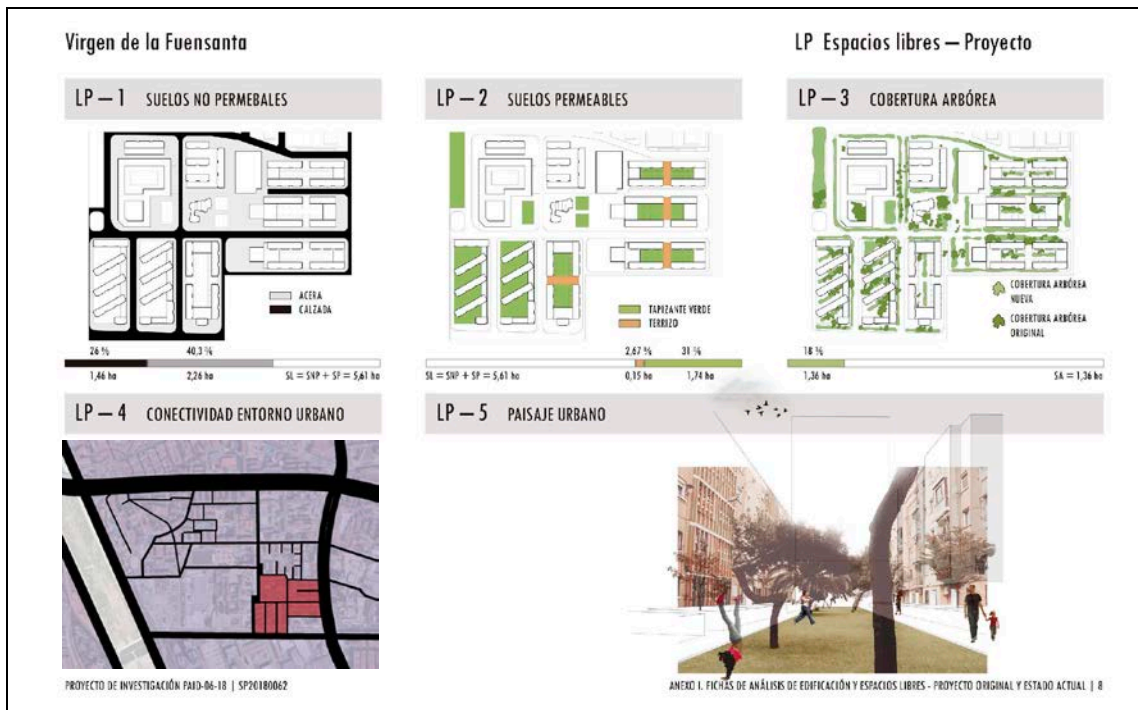 Virgen de la Fuensanta
LP Espacios libres – Proyecto
LP – 1 SUELOS NO PERMEBALES
LP – 2 SUELOS PERMEABLES
LP – 3 COBERTURA ARBÓREA
ACERA
CALZADA
TAPIZANTE VERDE
TERRIZO
COBERTURA ARBÓREA
NUEVA
COBERTURA ARBÓREA
ORIGINAL
26 % 40,3 %
1,46 ha 2,26 ha SL = SNP + SP = 5,61 ha
2,67 % 31 %
SL = SNP + SP = 5,61 ha 0,15 ha 1,74 ha
18 %
1,36 ha SA = 1,36 ha
LP – 4 CONECTIVIDAD ENTORNO URBANO
LP – 5 PAISAJE URBANO
PROYECTO DE INVESTIGACIÓN PAID-06-18 | SP20180062
ANEXO I. FICHAS DE ANÁLISIS DE EDIFICACIÓN Y ESPACIOS LIBRES - PROYECTO ORIGINAL Y ESTADO ACTUAL | 8